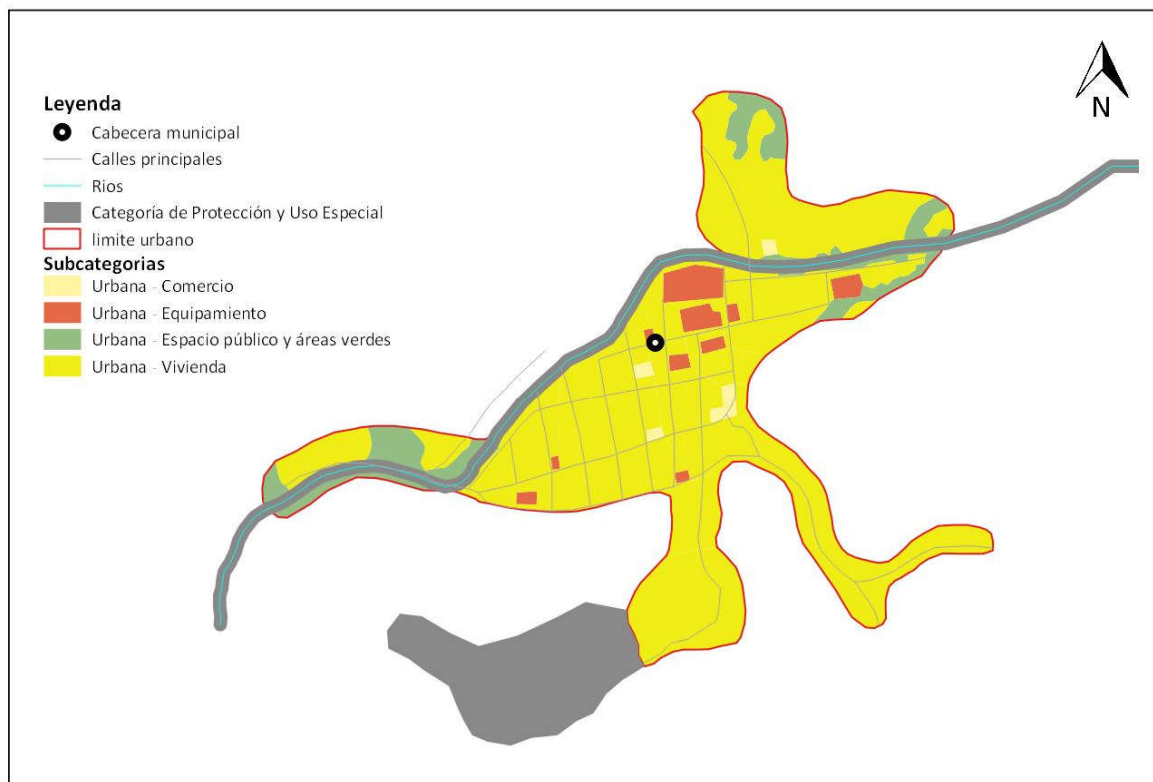 Leyenda
Cabecera municipal
Calles principales
Rios
Categoría de Protección y Uso Especial
limite urbano
Subcategorias
Urbana - Comercio
Urbana - Equipamiento
Urbana - Espacio público y áreas verdes
Urbana - Vivienda
N